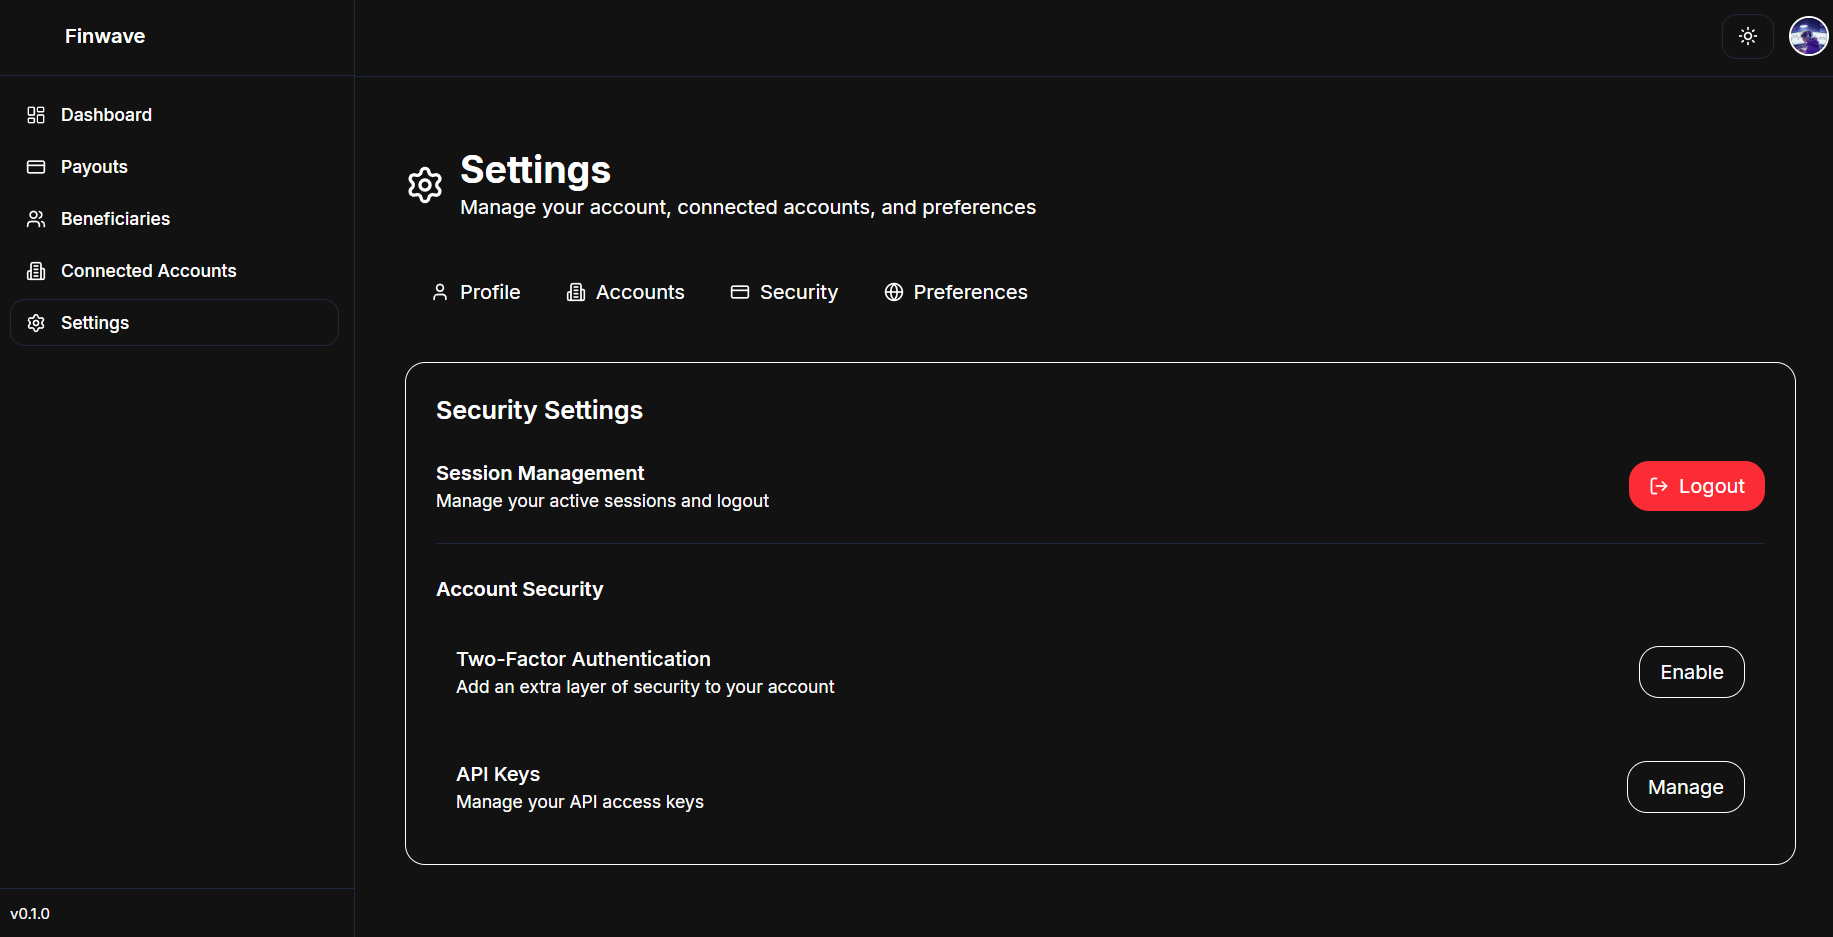 Finwave
Dashboard
Payouts
Beneficiaries
Connected Accounts
Settings
v0.1.0
Settings
Manage your account, connected accounts, and preferences
Profile Accounts Security Preferences
Security Settings
Session Management
Manage your active sessions and logout
Logout
Account Security
Two-Factor Authentication
Add an extra layer of security to your account
Enable
API Keys
Manage your API access keys
Manage